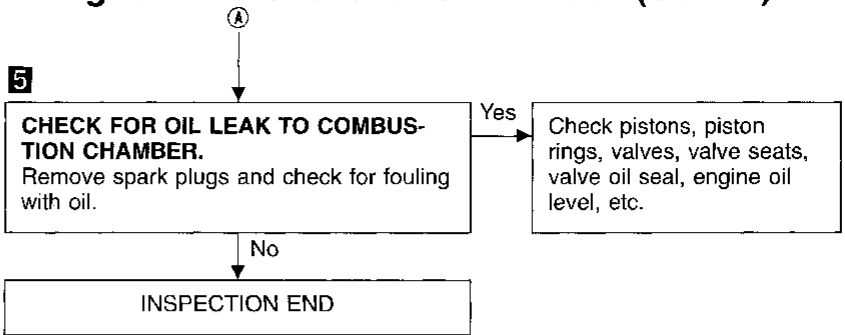 Ⓐ
5
CHECK FOR OIL LEAK TO COMBUS-
TION CHAMBER.
Remove spark plugs and check for fouling
with oil.
Yes
Check pistons, piston
rings, valves, valve seats,
valve oil seal, engine oil
level, etc.
No
INSPECTION END